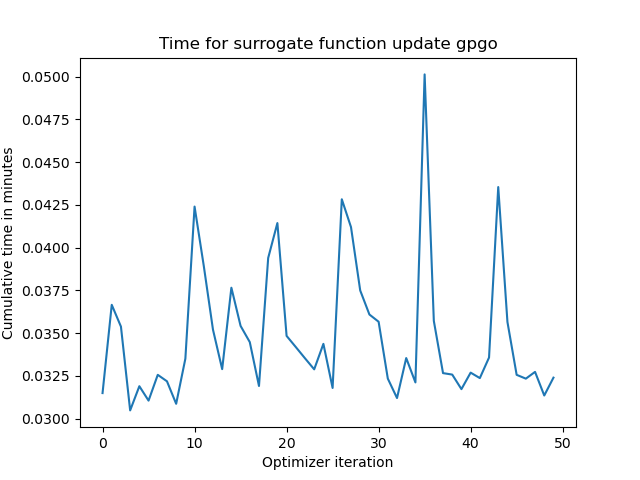 Time for surrogate function update gpgo
0.0500
0.0475
0.0450
0.0425
0.0400
0.0375
0.0350
0.0325
0.0300
Cumulative time in minutes
0 10 20 30 40 50
Optimizer iteration